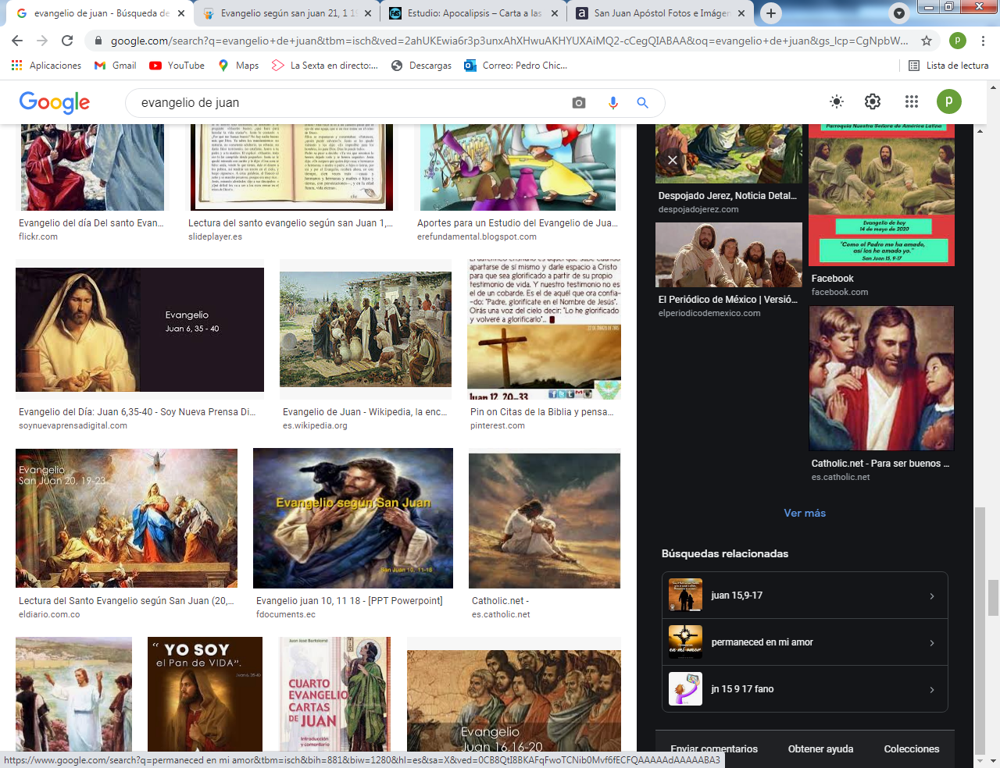 evangelio de juan - Búsqueda de
Evangelio según san juan 21, 1 19
Estudio: Apocalipsis – Carta a las
San Juan Apóstol Fotos e Imágen
google.com/search?q=evangelio+de+juan&tbm=isch&ved=2ahUKEwia6r3p3unxAhXHwuAKHYUXAiMQ2-cCegQIABAA&oq=evangelio+de+juan&gs_lcp=CgNpbW...
Aplicaciones
Gmail
YouTube
Maps
La Sexta en directo:...
Descargas
Correo: Pedro Chic...
Lista de lectura
Google
evangelio de juan
p
Evangelio del día Del santo Evan...
flickr.com
Lectura del santo evangelio según san Juan 1,...
slideplayer.es
Aportes para un Estudio del Evangelio de Jua...
erefundamental.blogspot.com
Evangelio
Juan 6, 35 - 40
Evangelio del Día: Juan 6,35-40 - Soy Nueva Prensa Di...
soynuevaprensadigital.com
Evangelio de Juan - Wikipedia, la enc...
es.wikipedia.org
apartarse de sí mismo y darle espacio a Cristo
para que sea glorificado a partir de su propio
testimonio de vida. Y nuestro testimonio no es
el de un cobarde. Es el de aquél que ora confia-
-do: "Padre, glorifícate en el Nombre de Jesús".
Oirás una voz del cielo decir: "Lo he glorificado
y volveré a glorificarlo"...
Juan 12, 20-33
Pin on Citas de la Biblia y pensa...
pinterest.com
Evangelio
San Juan 20, 19-23
Lectura del Santo Evangelio según San Juan (20,...
eldiario.com.co
Evangelio según San Juan
San Juan 10, 11-18
Evangelio juan 10, 11 18 - [PPT Powerpoint]
fdocuments.ec
Catholic.net -
es.catholic.net
“ YO SOY
el Pan de VIDA”.
Juan 6, 35-40
Juan José Bartolomé
CUARTO
EVANGELIO
CARTAS
DE JUAN
Introducción
y comentario
Evangelio
Juan 16,16-20
Despojado Jerez, Noticia Detal...
despojadojerez.com
El Periódico de México | Versió...
elperiodicodemexico.com
Parroquia Nuestra Señora de América Latina
Evangelio de hoy
14 de mayo de 2020
"Como el Padre me ha amado,
así los he amado yo."
San Juan 15, 9-17
Facebook
facebook.com
Catholic.net - Para ser buenos ...
es.catholic.net
Ver más
Búsquedas relacionadas
juan 15,9-17
permaneced en mi amor
jn 15 9 17 fano
Enviar comentarios
Obtener ayuda
Colecciones
https://www.google.com/search?q=permaneced en mi amor&tbm=isch&bih=881&biw=1280&hl=es&sa=X&ved=0CB8QtI8BKAFqFwoTCNib0Mvf6fECFQAAAAAdAAAAABA3